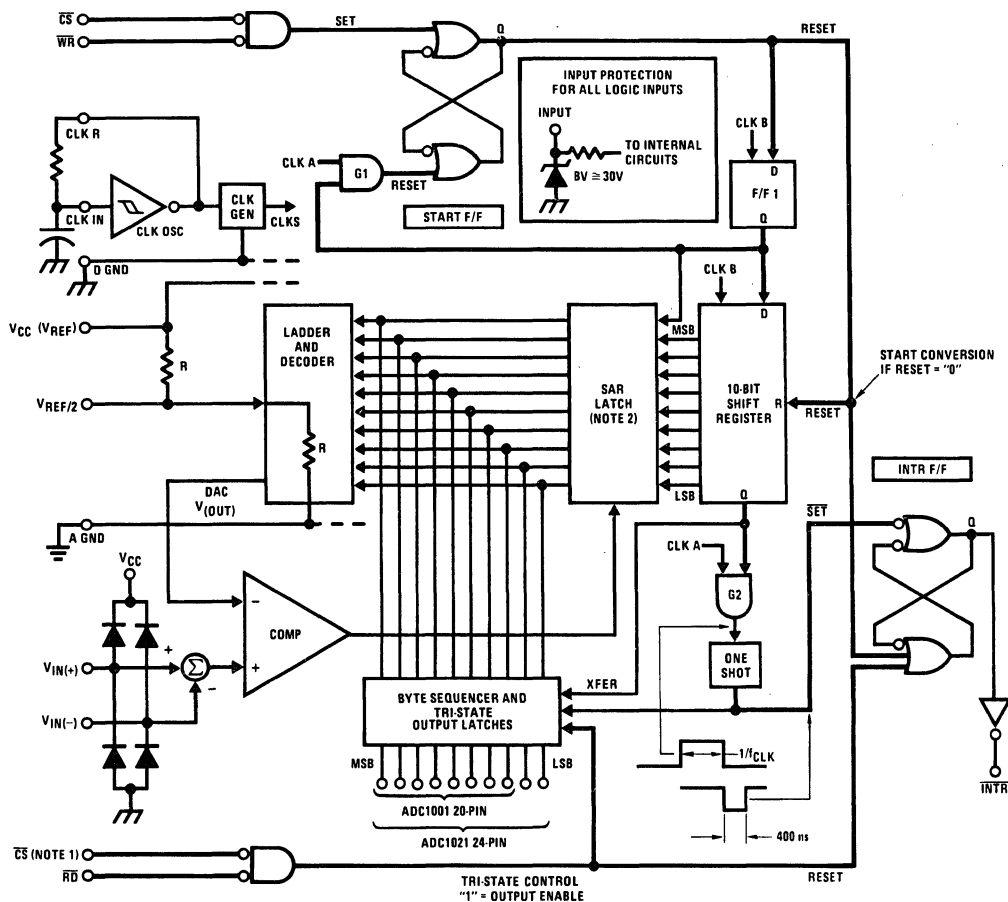 CS
WR
SET
Q
RESET
INPUT PROTECTION
FOR ALL LOGIC INPUTS
INPUT
TO INTERNAL
CIRCUITS
BV ≅ 30V
CLK R
CLK IN
CLK OSC
CLK
GEN
CLKS
D GND
CLK A
G1
RESET
START F/F
CLK B
D
F/F 1
Q
CLK B
VCC (VREF)
R
VREF/2
LADDER
AND
DECODER
R
MSB
SAR
LATCH
(NOTE 2)
LSB
D
10-BIT
SHIFT
REGISTER
R
Q
RESET
START CONVERSION
IF RESET = "0"
INTR F/F
DAC
V(OUT)
A GND
VCC
VIN(+)
VIN(−)
+
Σ
−
−
+
COMP
CLK A
G2
ONE
SHOT
SET
Q
INTR
XFER
BYTE SEQUENCER AND
TRI-STATE
OUTPUT LATCHES
MSB
LSB
ADC1001 20-PIN
ADC1021 24-PIN
1/fCLK
400 ns
CS (NOTE 1)
RD
TRI-STATE CONTROL
"1" = OUTPUT ENABLE
RESET